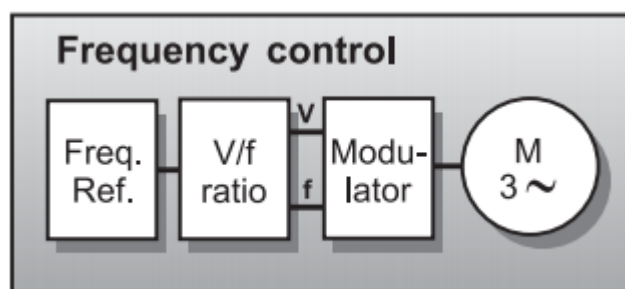 Frequency control
Freq.
Ref.
V/f
ratio
V
f
Modu-
lator
M
3 ~